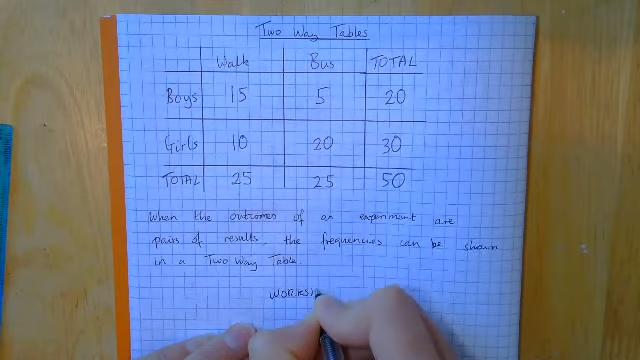 Two Way Tables
Walk Bus TOTAL
Boys 15 5 20
Girls 10 20 30
TOTAL 25 25 50
When the outcomes of an experiment are
pairs of results, the frequencies can be shown
in a Two Way Table.